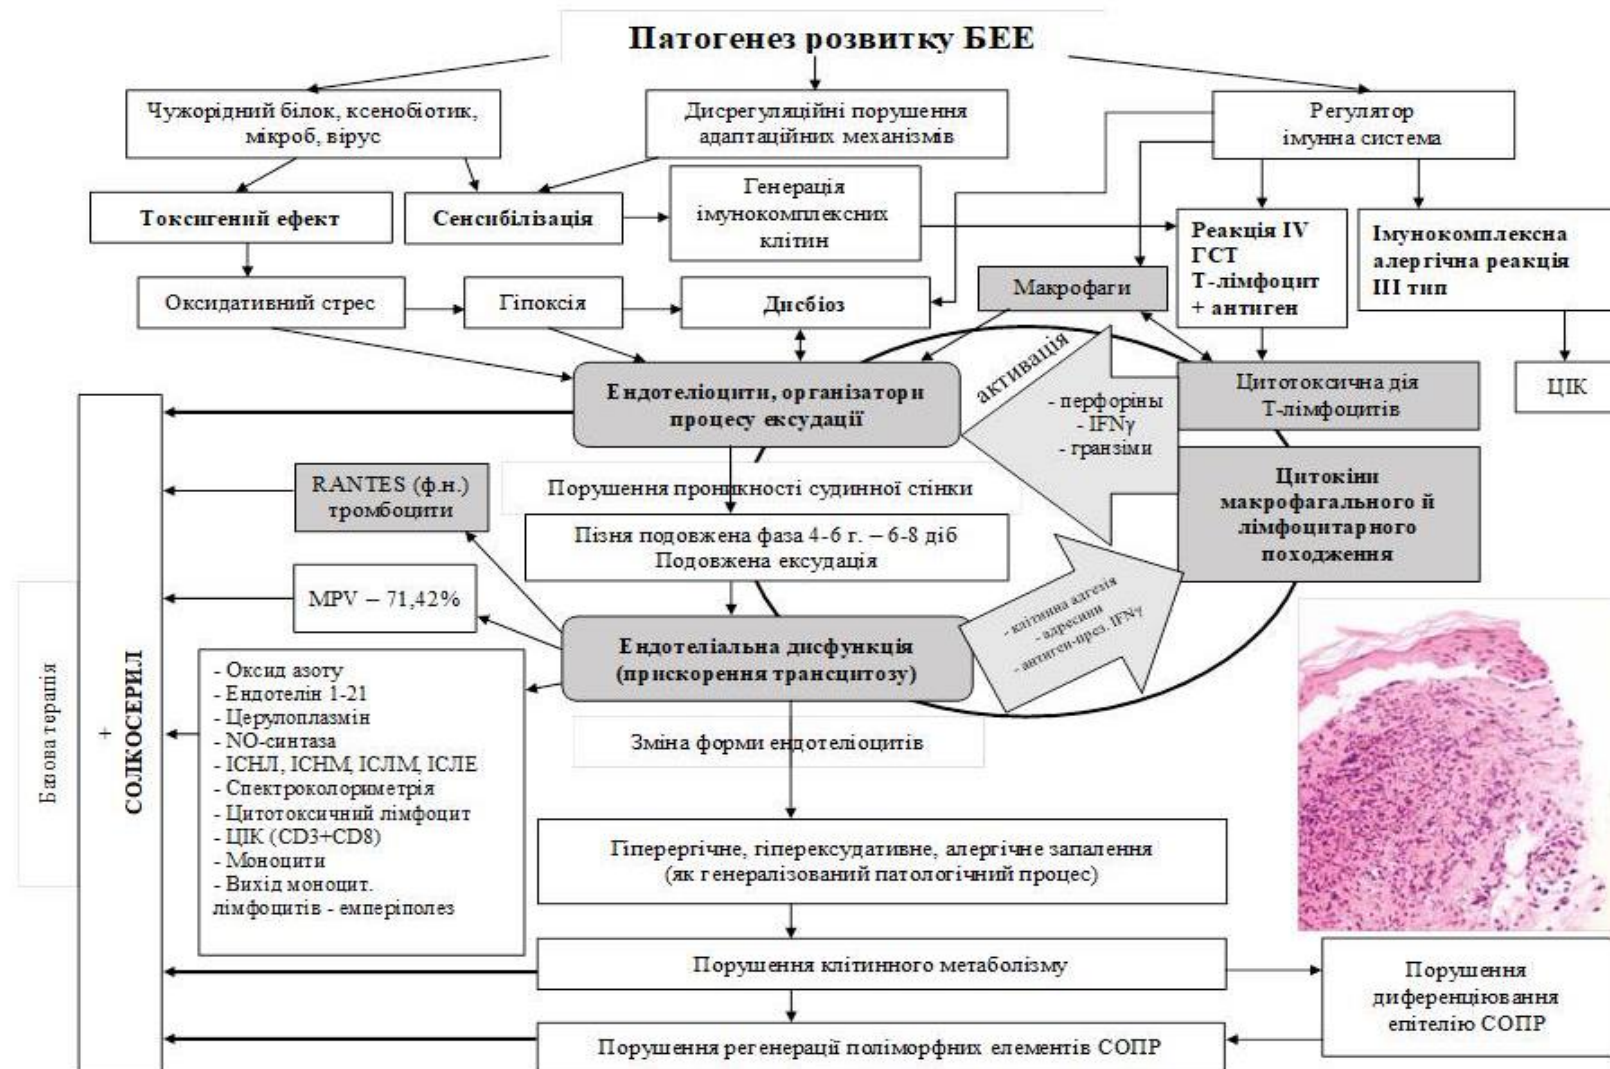 Патогенез розвитку БЕЕ
Чужорідний білок, ксенобіотик,
мікроб, вірус
Дисрегуляційні порушення
адаптаційних механізмів
Регулятор
імунна система
Токсигений ефект
Сенсибілізація
Генерація
імунокомплексних
клітин
Реакція IV
ГСТ
Т-лімфоцит
+ антиген
Імунокомплексна
алергічна реакція
III тип
Оксидативний стрес
Гіпоксія
Дисбіоз
Макрофаги
ЦІК
Ендотеліоцити, організатори
процесу ексудації
активація
- перфоріны
- IFNγ
- гранзіми
Цитотоксична дія
Т-лімфоцитів
Цитокіни
макрофагального й
лімфоцитарного
походження
RANTES (ф.н.)
тромбоцити
Порушення проникності судинної стінки
Пізня подовжена фаза 4-6 г. – 6-8 діб
Подовжена ексудація
MPV – 71,42%
- клітинна адгезія
- адресини
- антиген-през. IFNγ
Ендотеліальна дисфункція
(прискорення трансцитозу)
Базова терапія
+
СОЛКОСЕРИЛ
- Оксид азоту
- Ендотелін 1-21
- Церулоплазмін
- NO-синтаза
- ІСНЛ, ІСНМ, ІСЛМ, ІСЛЕ
- Спектроколориметрія
- Цитотоксичний лімфоцит
- ЦІК (CD3+CD8)
- Моноцити
- Вихід моноцит.
лімфоцитів - емперіполез
Зміна форми ендотеліоцитів
Гіперергічне, гіперексудативне, алергічне запалення
(як генералізований патологічний процес)
Порушення клітинного метаболізму
Порушення
диференціювання
епітелію СОПР
Порушення регенерації поліморфних елементів СОПР